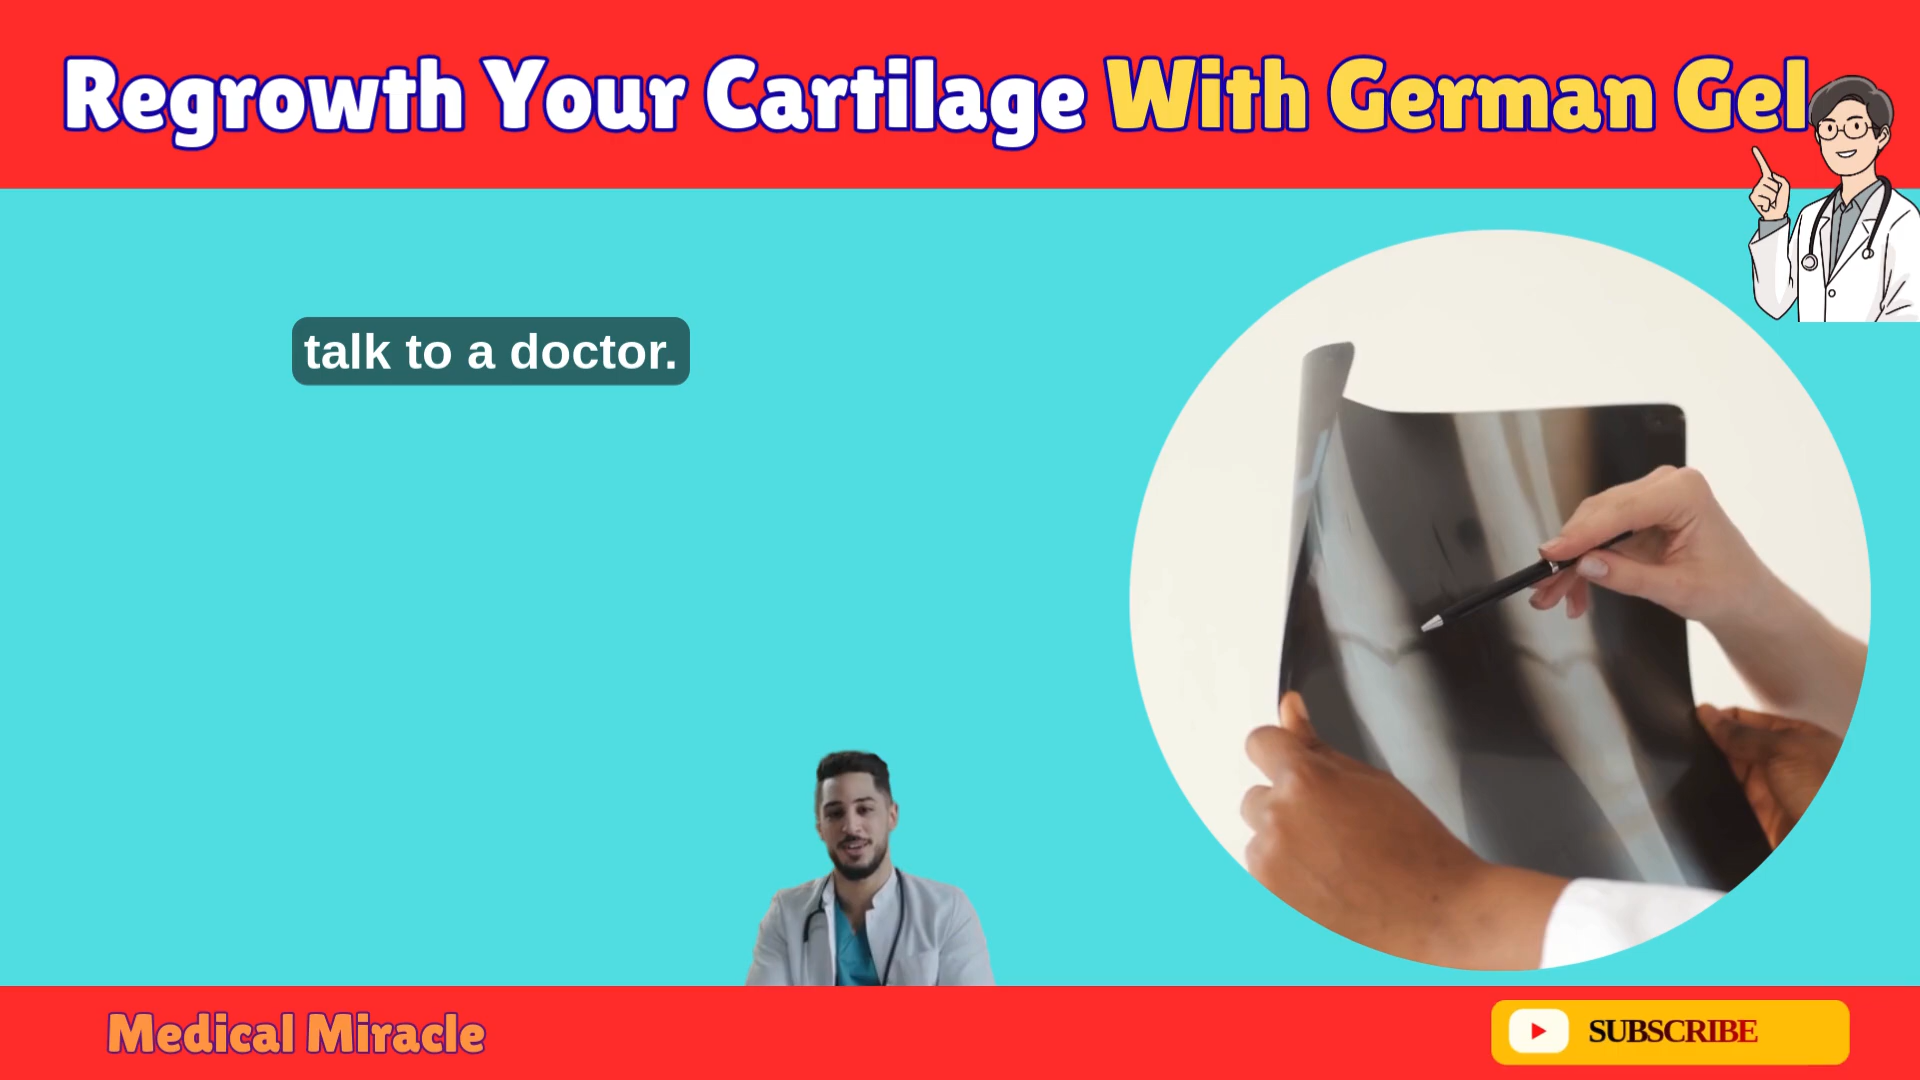 Regrowth Your Cartilage With German Gel
talk to a doctor.
Medical Miracle
SUBSCRIBE